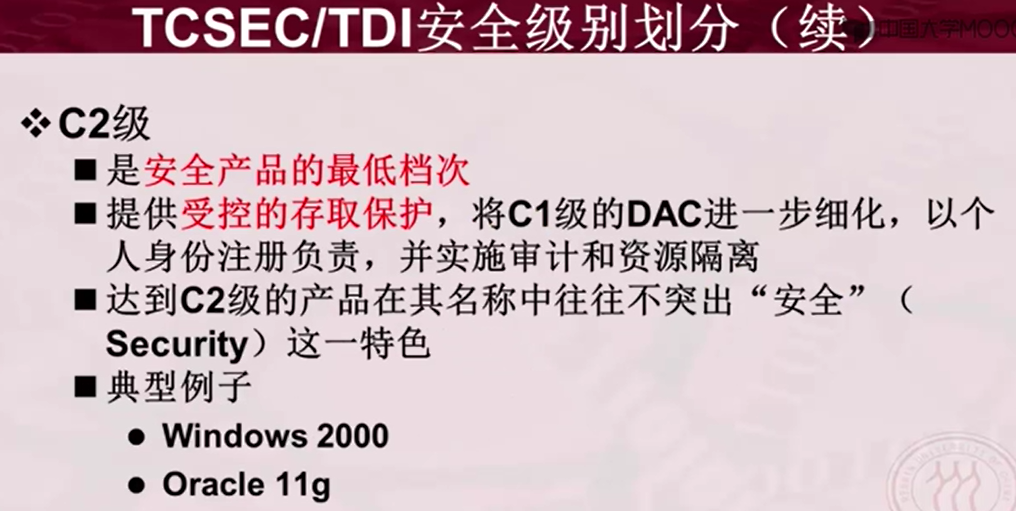 TCSEC/TDI安全级别划分（续）
中国大学MOOC
C2级
是安全产品的最低档次
提供受控的存取保护，将C1级的DAC进一步细化，以个
人身份注册负责，并实施审计和资源隔离
达到C2级的产品在其名称中往往不突出“安全”（
Security）这一特色
典型例子
Windows 2000
Oracle 11g